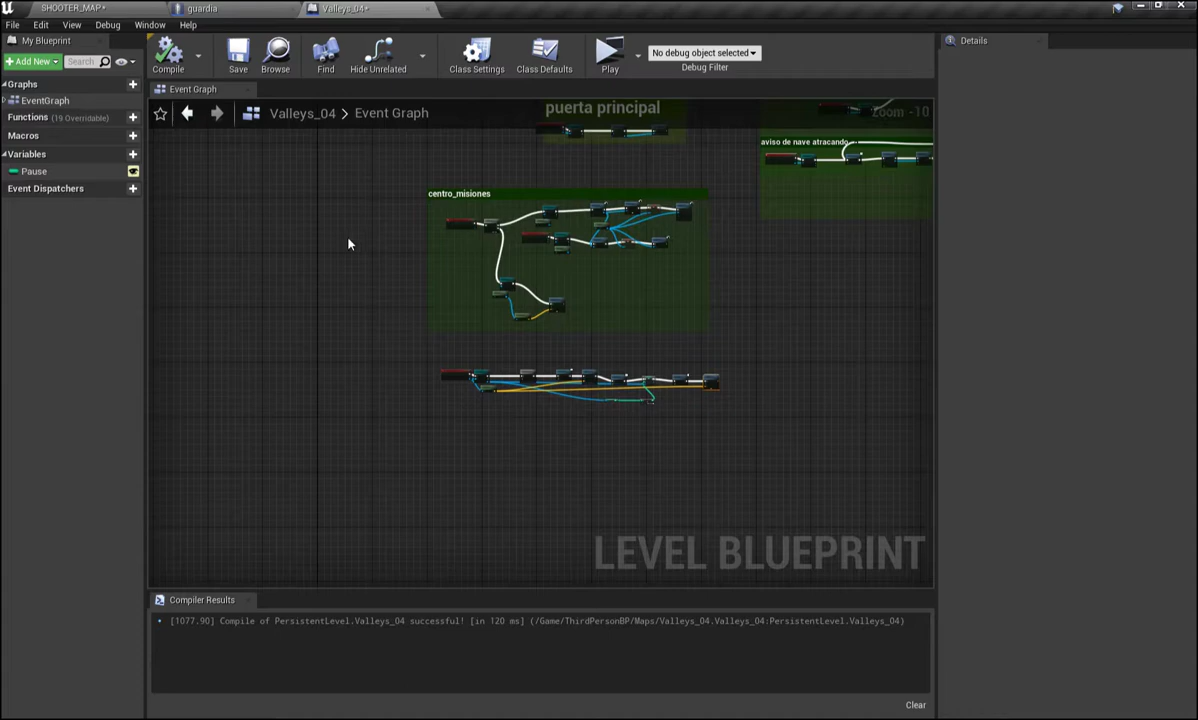 SHOOTER_MAP*
guardia
Valleys_04*
File Edit View Debug Window Help
My Blueprint
Details
Add New
Search
Compile
Save
Browse
Find
Hide Unrelated
Class Settings
Class Defaults
Play
No debug object selected
Debug Filter
Graphs
EventGraph
Functions (19 Overridable)
Macros
Variables
Pause
Event Dispatchers
Event Graph
Valleys_04 > Event Graph
puerta principal
Zoom -10
aviso de nave atracando
centro_misiones
LEVEL BLUEPRINT
Compiler Results
[1077.90] Compile of PersistentLevel.Valleys_04 successful! [in 120 ms] (/Game/ThirdPersonBP/Maps/Valleys_04.Valleys_04:PersistentLevel.Valleys_04)
Clear